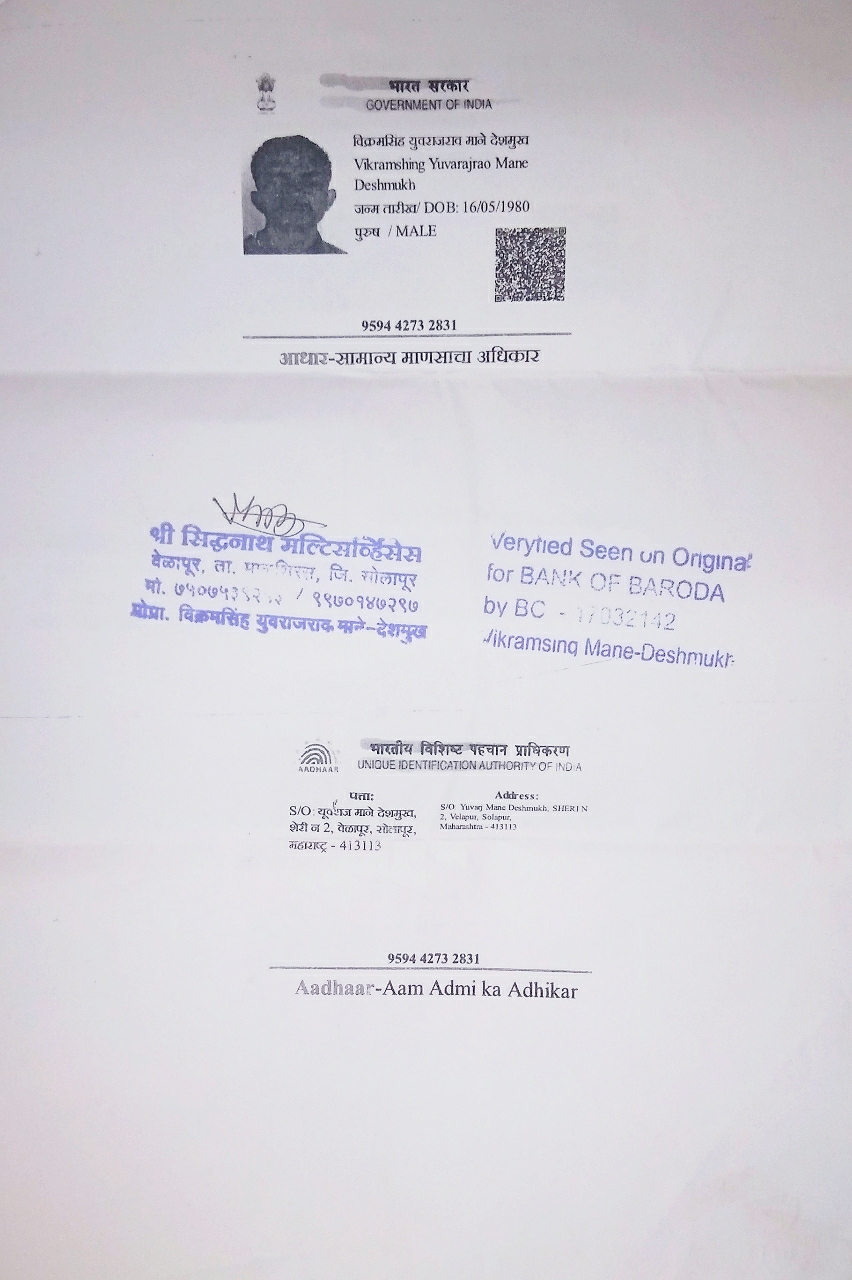 भारत सरकार
GOVERNMENT OF INDIA
विक्रमसिंह युवराजराव माने देशमुख
Vikramshing Yuvarajrao Mane
Deshmukh
जन्म तारीख/ DOB: 16/05/1980
पुरुष / MALE
9594 4273 2831
आधार-सामान्य माणसाचा अधिकार
श्री सिद्धनाथ मल्टिसर्व्हिसेस
वेळापूर, ता. जि. सोलापूर
मो. / ९९७०१४७२९७
प्रोप्रा. विक्रमसिंह युवराजराव माने-देशमुख
Verified Seen on Original
for BANK OF BARODA
by BC - 17032142
Vikramsing Mane-Deshmukh
भारतीय विशिष्ट पहचान प्राधिकरण
AADHAAR
UNIQUE IDENTIFICATION AUTHORITY OF INDIA
पत्ता:
S/O: युवराज माने देशमुख,
शेरी न 2, वेळापूर, सोलापूर,
महाराष्ट्र - 413113
Address:
S/O: Yuvraj Mane Deshmukh, SHERI N
2, Velapur, Solapur,
Maharashtra - 413113
9594 4273 2831
Aadhaar-Aam Admi ka Adhikar